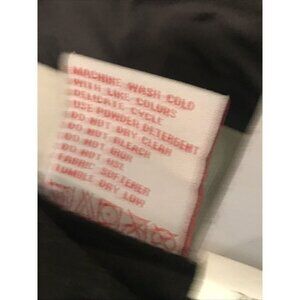 MACHINE WASH COLD
WITH LIKE COLORS
DELICATE CYCLE
USE POWDER DETERGENT
DO NOT DRY CLEAN
DO NOT BLEACH
DO NOT IRON
DO NOT USE
FABRIC SOFTENER
TUMBLE DRY LOW